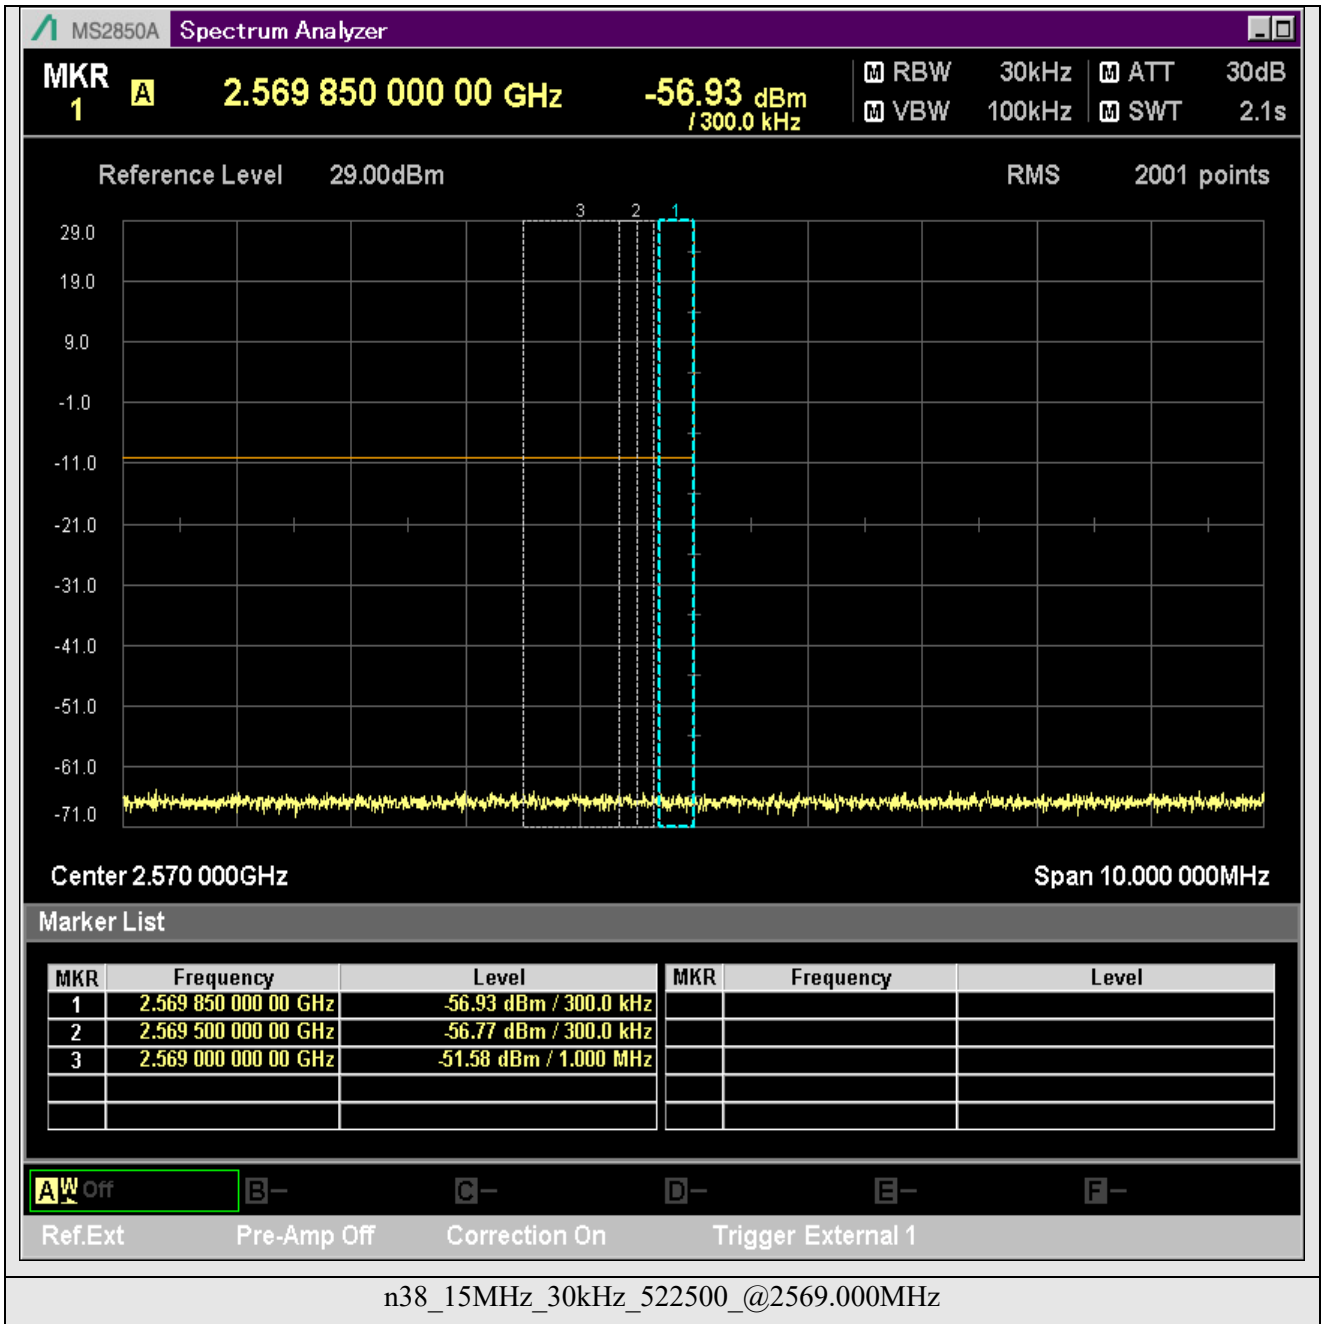 MS2850A Spectrum Analyzer
MKR 1 A 2.569 850 000 00 GHz -56.93 dBm / 300.0 kHz
M RBW 30kHz M ATT 30dB
M VBW 100kHz M SWT 2.1s
Reference Level 29.00dBm RMS 2001 points
3 2 1
29.0
19.0
9.0
-1.0
-11.0
-21.0
-31.0
-41.0
-51.0
-61.0
-71.0
Center 2.570 000GHz Span 10.000 000MHz
Marker List
MKR Frequency Level MKR Frequency Level
1 2.569 850 000 00 GHz -56.93 dBm / 300.0 kHz
2 2.569 500 000 00 GHz -56.77 dBm / 300.0 kHz
3 2.569 000 000 00 GHz -51.58 dBm / 1.000 MHz
A W Off B- C- D- E- F-
Ref.Ext Pre-Amp Off Correction On Trigger External 1
n38_15MHz_30kHz_522500_@2569.000MHz